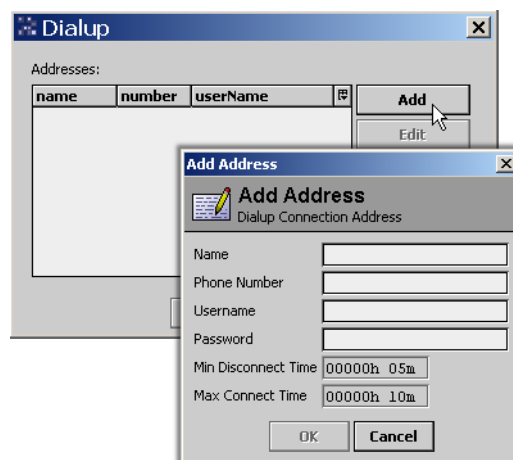 Dialup
Addresses:
name number userName
Add
Edit
Add Address
Add Address
Dialup Connection Address
Name
Phone Number
Username
Password
Min Disconnect Time 00000h 05m
Max Connect Time 00000h 10m
OK Cancel